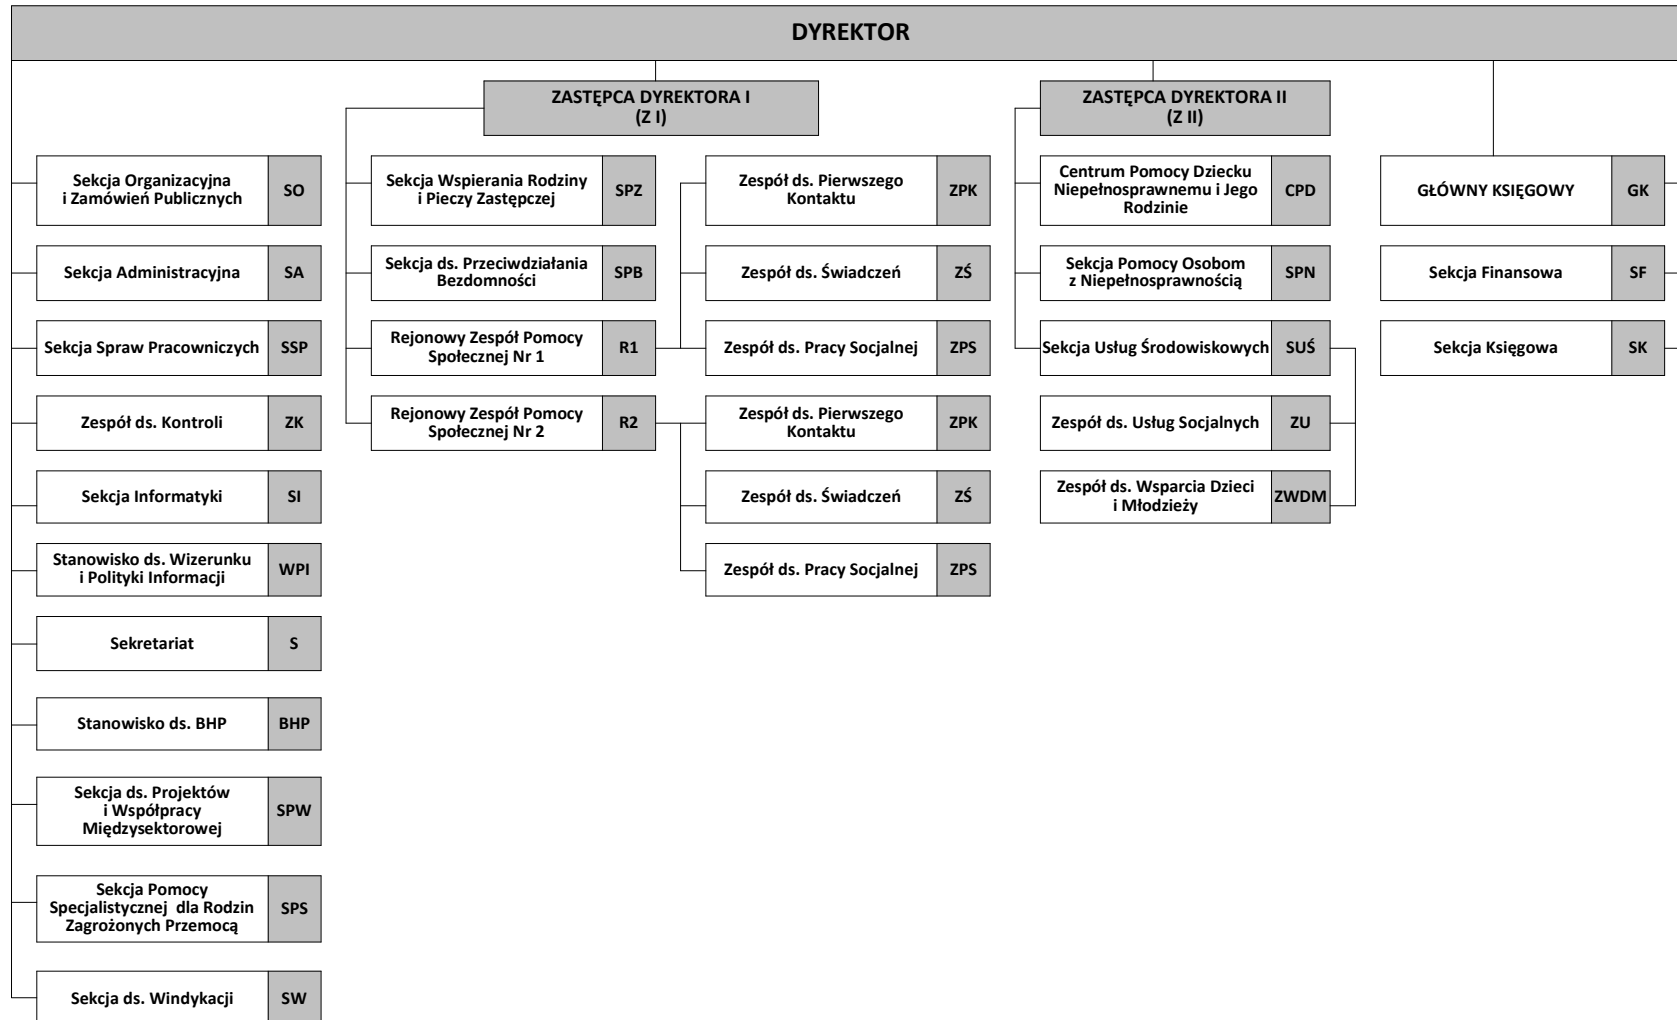 DYREKTOR
ZASTĘPCA DYREKTORA I
(Z I)
ZASTĘPCA DYREKTORA II
(Z II)
Sekcja Organizacyjna
i Zamówień Publicznych
SO
Sekcja Administracyjna
SA
Sekcja Spraw Pracowniczych
SSP
Zespół ds. Kontroli
ZK
Sekcja Informatyki
SI
Stanowisko ds. Wizerunku
i Polityki Informacji
WPI
Sekretariat
S
Stanowisko ds. BHP
BHP
Sekcja ds. Projektów
i Współpracy
Międzysektorowej
SPW
Sekcja Pomocy
Specjalistycznej dla Rodzin
Zagrożonych Przemocą
SPS
Sekcja ds. Windykacji
SW
Sekcja Wspierania Rodziny
i Pieczy Zastępczej
SPZ
Sekcja ds. Przeciwdziałania
Bezdomności
SPB
Rejonowy Zespół Pomocy
Społecznej Nr 1
R1
Rejonowy Zespół Pomocy
Społecznej Nr 2
R2
Zespół ds. Pierwszego
Kontaktu
ZPK
Zespół ds. Świadczeń
ZŚ
Zespół ds. Pracy Socjalnej
ZPS
Zespół ds. Pierwszego
Kontaktu
ZPK
Zespół ds. Świadczeń
ZŚ
Zespół ds. Pracy Socjalnej
ZPS
Centrum Pomocy Dziecku
Niepełnosprawnemu i Jego
Rodzinie
CPD
Sekcja Pomocy Osobom
z Niepełnosprawnością
SPN
Sekcja Usług Środowiskowych
SUŚ
Zespół ds. Usług Socjalnych
ZU
Zespół ds. Wsparcia Dzieci
i Młodzieży
ZWDM
GŁÓWNY KSIĘGOWY
GK
Sekcja Finansowa
SF
Sekcja Księgowa
SK